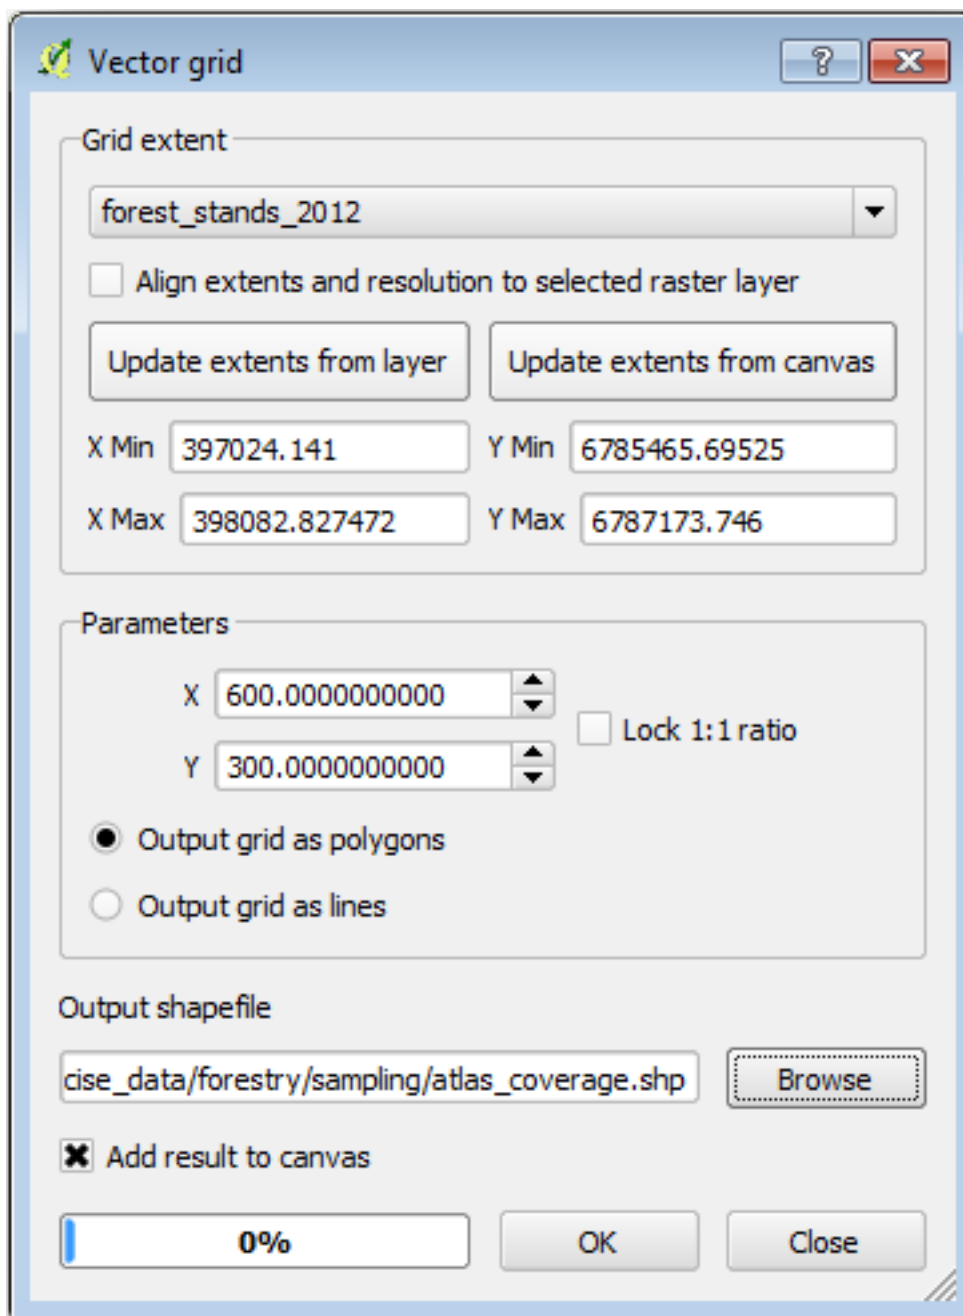 Vector grid
Grid extent
forest_stands_2012
Align extents and resolution to selected raster layer
Update extents from layer Update extents from canvas
X Min 397024.141 Y Min 6785465.69525
X Max 398082.827472 Y Max 6787173.746
Parameters
X 600.0000000000
Lock 1:1 ratio
Y 300.0000000000
Output grid as polygons
Output grid as lines
Output shapefile
cise_data/forestry/sampling/atlas_coverage.shp Browse
Add result to canvas
0% OK Close